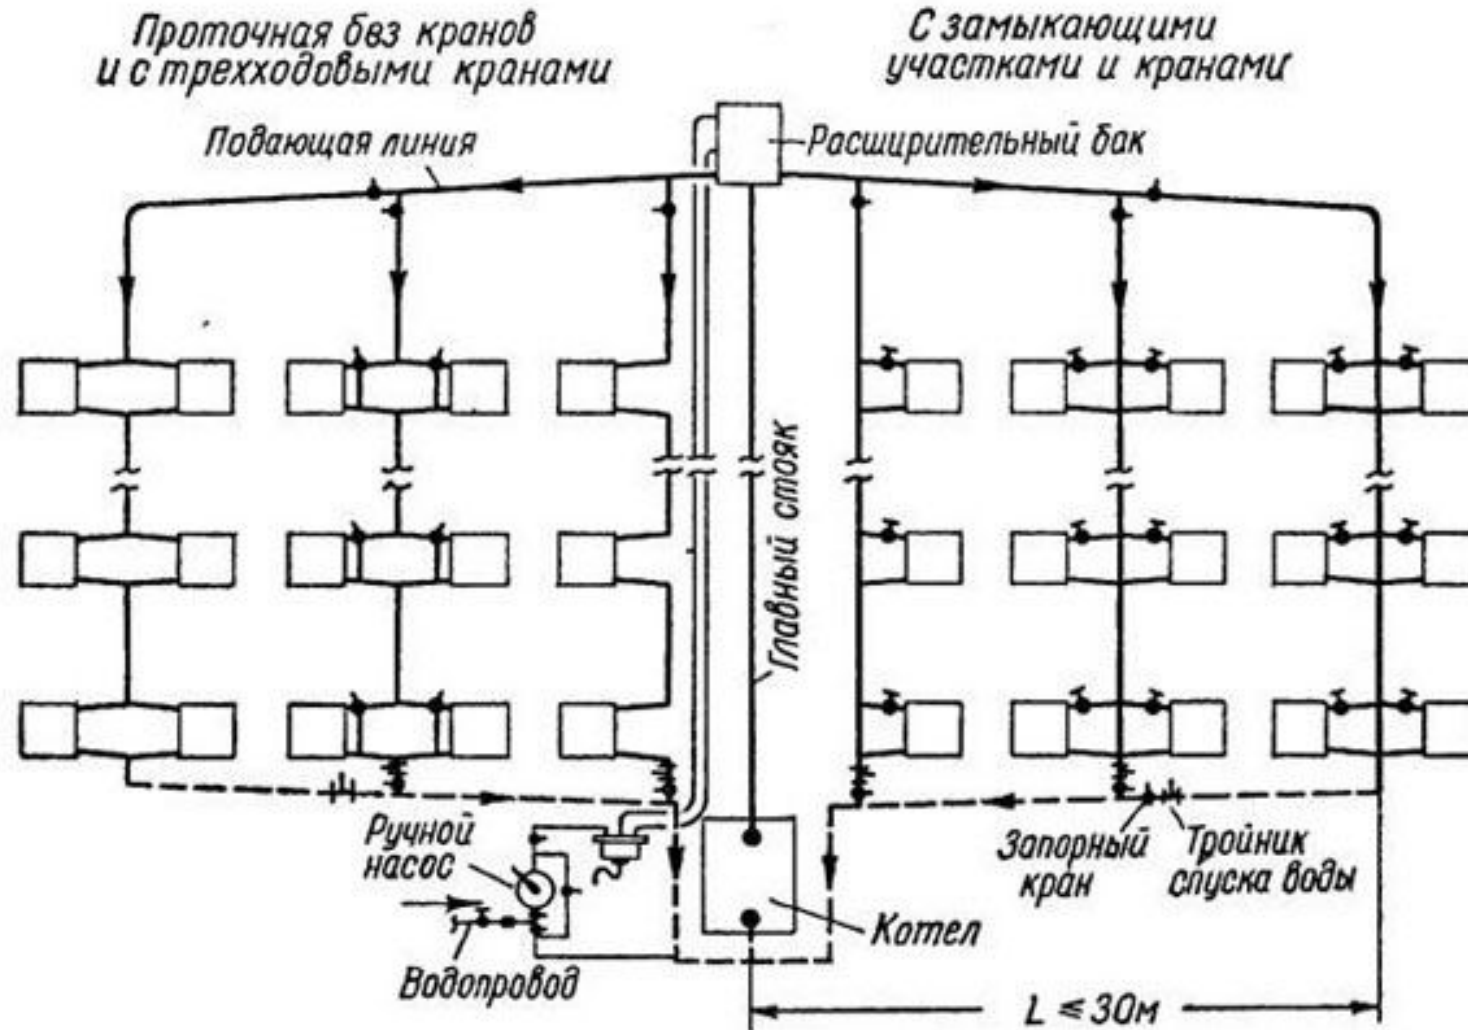 Проточная без кранов
и с трехходовыми кранами
С замыкающими
участками и кранами
Подающая линия
Расширительный бак
Главный стояк
Ручной
насос
Запорный
кран
Тройник
спуска воды
Котел
Водопровод
L ≤ 30м